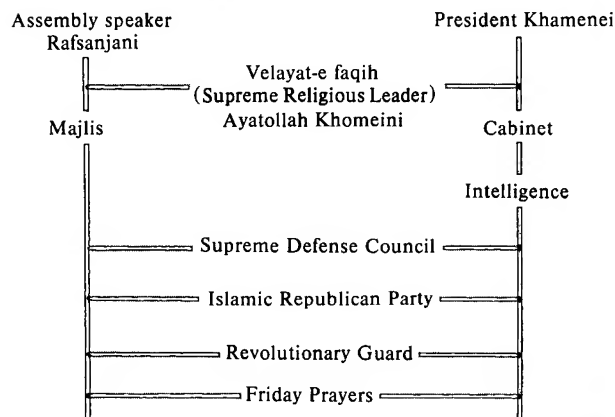 Assembly speaker
Rafsanjani
President Khamenei
Velayat-e faqih
(Supreme Religious Leader)
Ayatollah Khomeini
Majlis
Cabinet
Intelligence
Supreme Defense Council
Islamic Republican Party
Revolutionary Guard
Friday Prayers